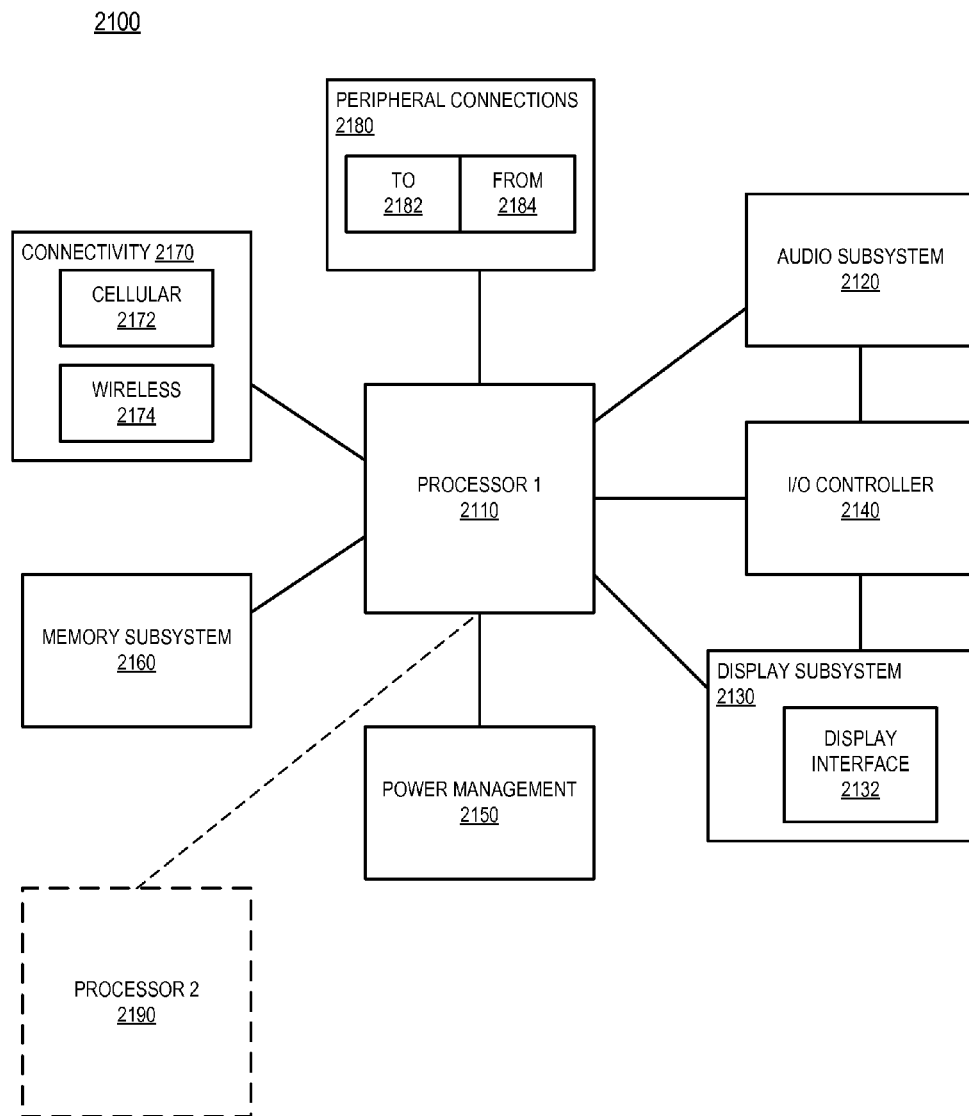 2100
PERIPHERAL CONNECTIONS
2180
TO
2182
FROM
2184
CONNECTIVITY 2170
CELLULAR
2172
WIRELESS
2174
AUDIO SUBSYSTEM
2120
PROCESSOR 1
2110
I/O CONTROLLER
2140
MEMORY SUBSYSTEM
2160
DISPLAY SUBSYSTEM
2130
DISPLAY
INTERFACE
2132
POWER MANAGEMENT
2150
PROCESSOR 2
2190